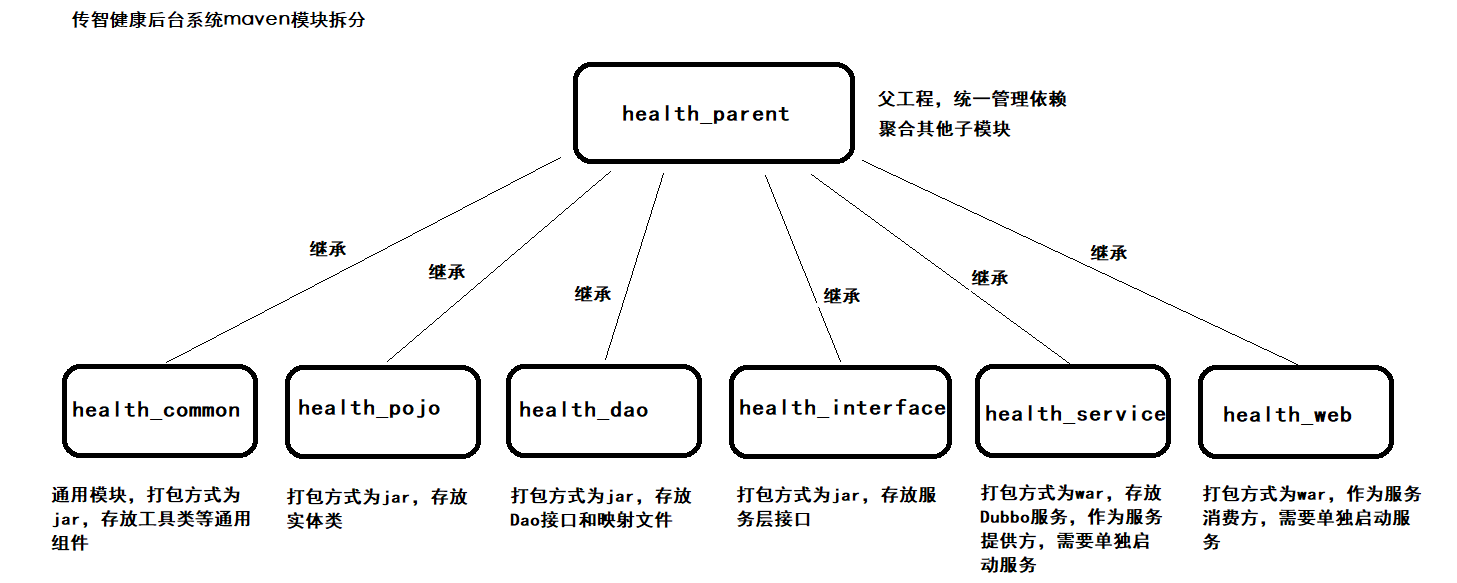 传智健康后台系统maven模块拆分
health_parent
父工程，统一管理依赖
聚合其他子模块
继承
继承
继承
继承
继承
继承
health_common
health_pojo
health_dao
health_interface
health_service
health_web
通用模块，打包方式为
jar，存放工具类等通用
组件
打包方式为jar，存放
实体类
打包方式为jar，存放
Dao接口和映射文件
打包方式为jar，存放服
务层接口
打包方式为war，存放
Dubbo服务，作为服务
提供方，需要单独启
动服务
打包方式为war，作为服务
消费方，需要单独启动服
务